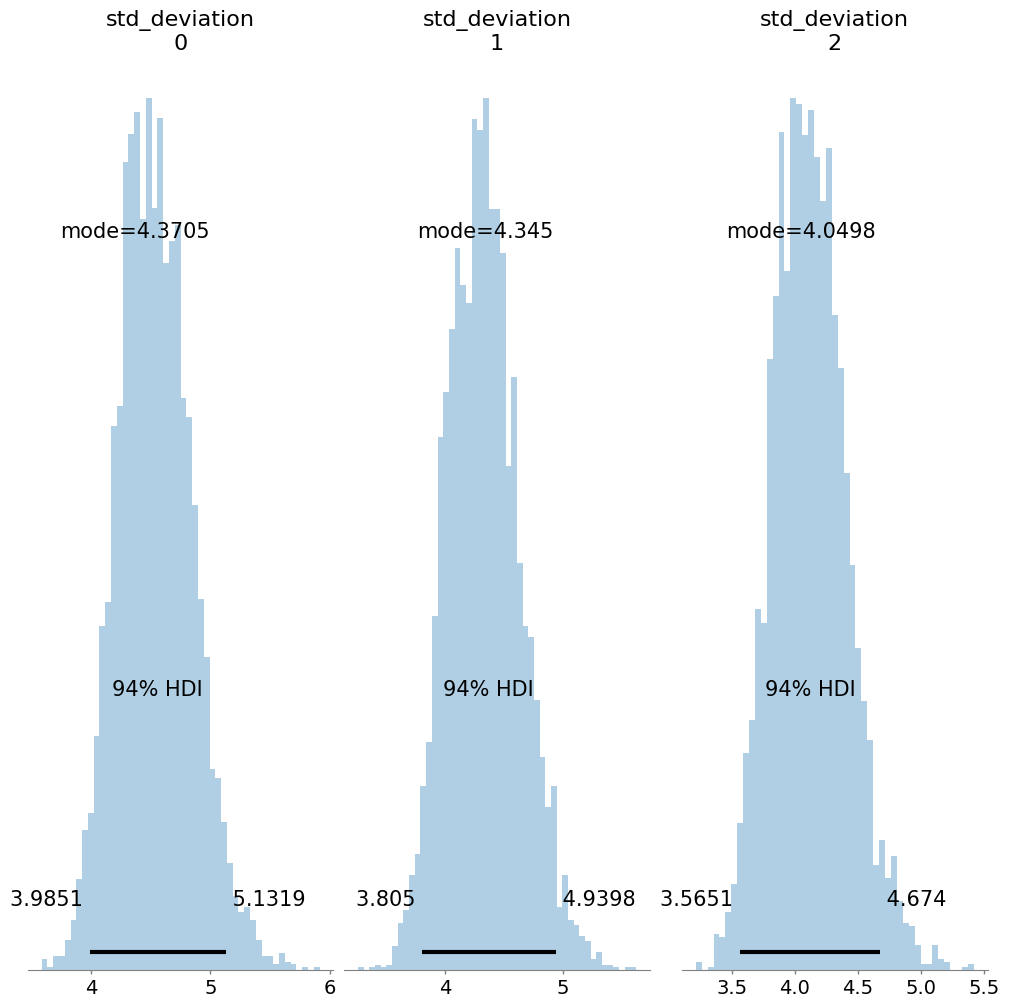 std_deviation
0
std_deviation
1
std_deviation
2
mode=4.3705
mode=4.345
mode=4.0498
94% HDI
94% HDI
94% HDI
3.9851
5.1319
3.805
4.9398
3.5651
4.674
4 5 6
4 5
3.5 4.0 4.5 5.0 5.5